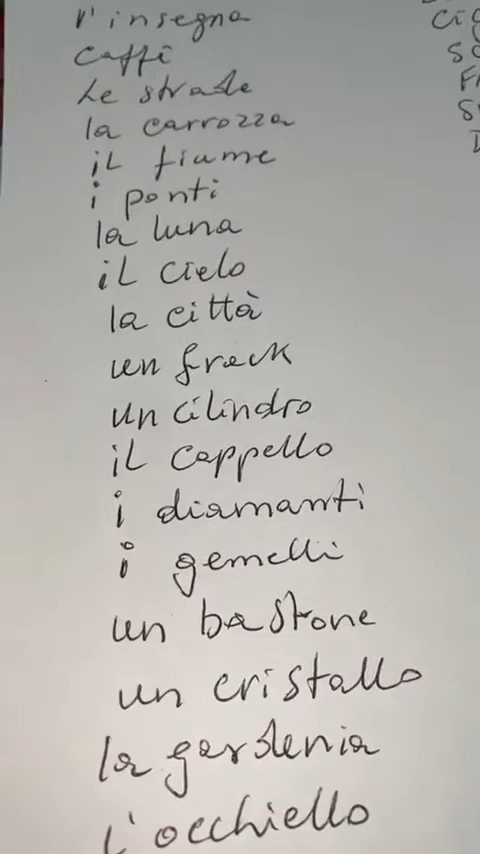 l'insegna
caffè
Le strade
la carrozza
il fiume
i ponti
la luna
il cielo
la città
un frack
un cilindro
il cappello
i diamanti
i gemelli
un bastone
un cristallo
la gardenia
l'occhiello